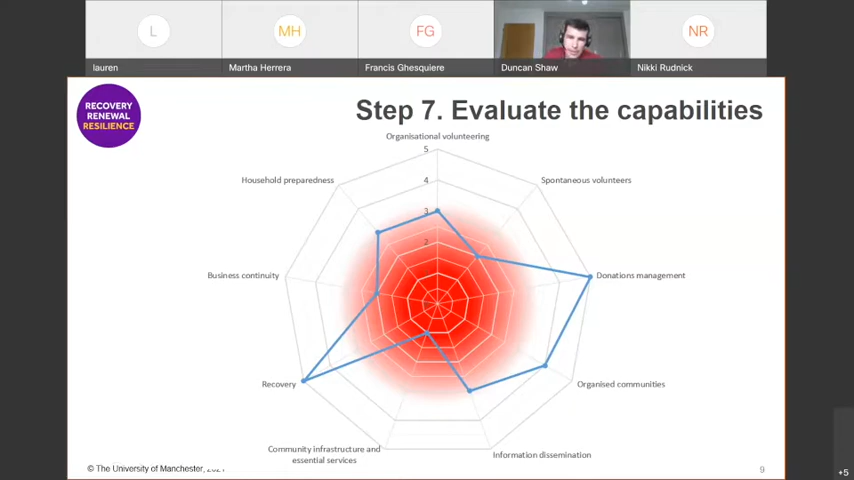 L
MH
FG
NR
lauren
Martha Herrera
Francis Ghesquiere
Duncan Shaw
Nikki Rudnick
RECOVERY
RENEWAL
RESILIENCE
Step 7. Evaluate the capabilities
Organisational volunteering
5
Household preparedness
4
Spontaneous volunteers
3
2
Business continuity
Donations management
Recovery
Organised communities
Community infrastructure and
essential services
Information dissemination
© The University of Manchester,
9
+5